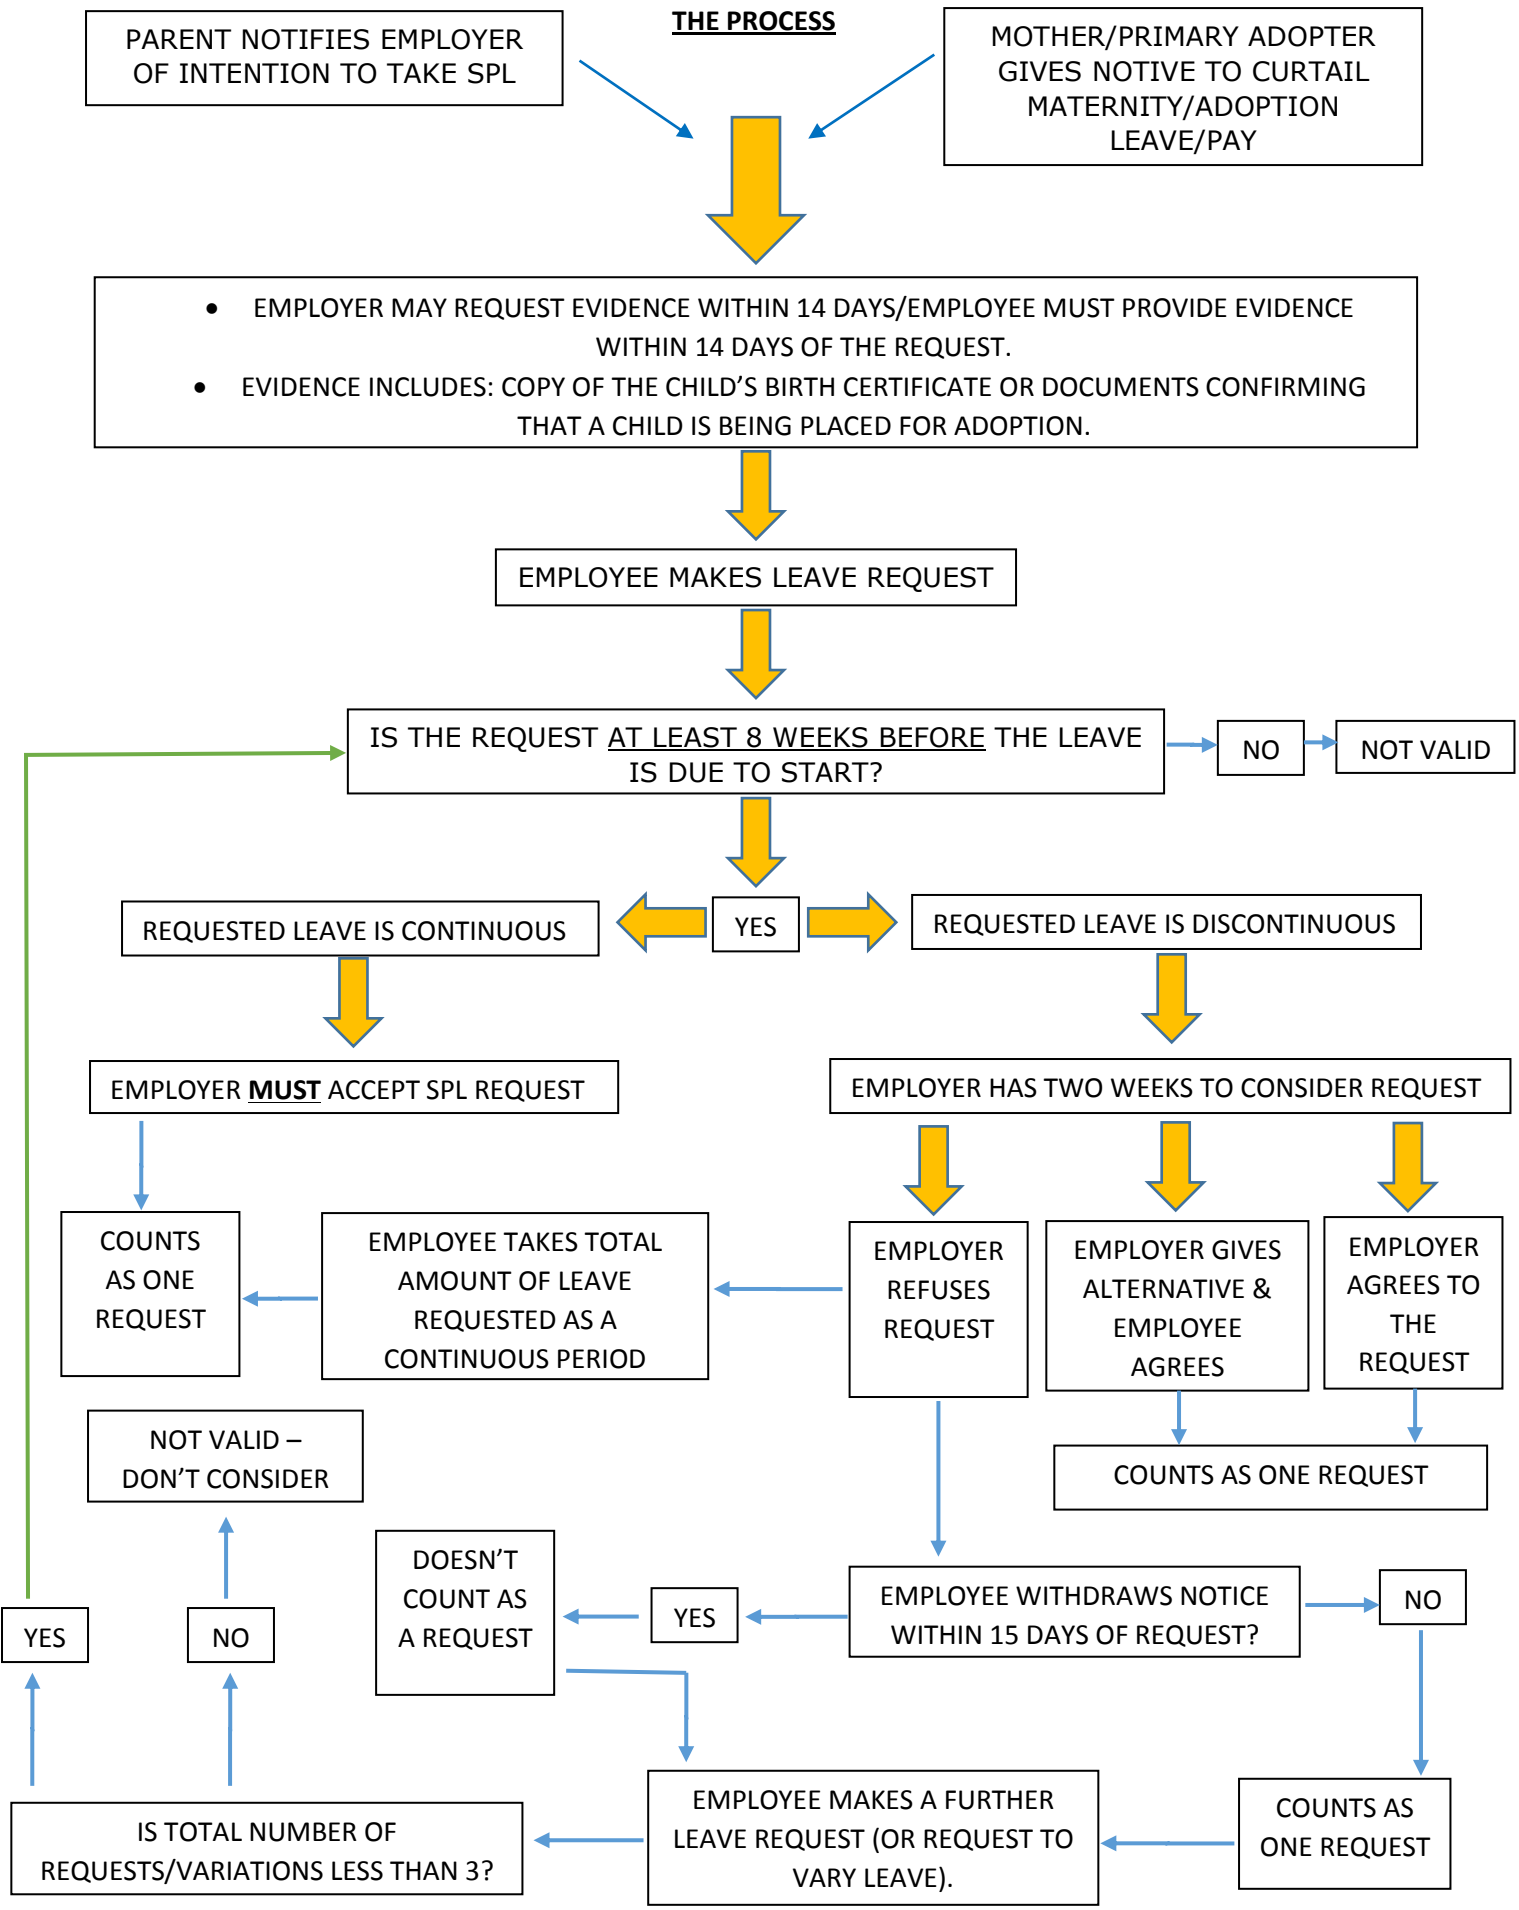 THE PROCESS
PARENT NOTIFIES EMPLOYER
OF INTENTION TO TAKE SPL
MOTHER/PRIMARY ADOPTER
GIVES NOTIVE TO CURTAIL
MATERNITY/ADOPTION
LEAVE/PAY
• EMPLOYER MAY REQUEST EVIDENCE WITHIN 14 DAYS/EMPLOYEE MUST PROVIDE EVIDENCE
WITHIN 14 DAYS OF THE REQUEST.
• EVIDENCE INCLUDES: COPY OF THE CHILD’S BIRTH CERTIFICATE OR DOCUMENTS CONFIRMING
THAT A CHILD IS BEING PLACED FOR ADOPTION.
EMPLOYEE MAKES LEAVE REQUEST
IS THE REQUEST AT LEAST 8 WEEKS BEFORE THE LEAVE
IS DUE TO START?
NO
NOT VALID
YES
REQUESTED LEAVE IS CONTINUOUS
REQUESTED LEAVE IS DISCONTINUOUS
EMPLOYER MUST ACCEPT SPL REQUEST
EMPLOYER HAS TWO WEEKS TO CONSIDER REQUEST
COUNTS
AS ONE
REQUEST
EMPLOYEE TAKES TOTAL
AMOUNT OF LEAVE
REQUESTED AS A
CONTINUOUS PERIOD
EMPLOYER
REFUSES
REQUEST
EMPLOYER GIVES
ALTERNATIVE &
EMPLOYEE
AGREES
EMPLOYER
AGREES TO
THE
REQUEST
NOT VALID –
DON’T CONSIDER
COUNTS AS ONE REQUEST
DOESN’T
COUNT AS
A REQUEST
YES
EMPLOYEE WITHDRAWS NOTICE
WITHIN 15 DAYS OF REQUEST?
NO
YES
NO
IS TOTAL NUMBER OF
REQUESTS/VARIATIONS LESS THAN 3?
EMPLOYEE MAKES A FURTHER
LEAVE REQUEST (OR REQUEST TO
VARY LEAVE).
COUNTS AS
ONE REQUEST